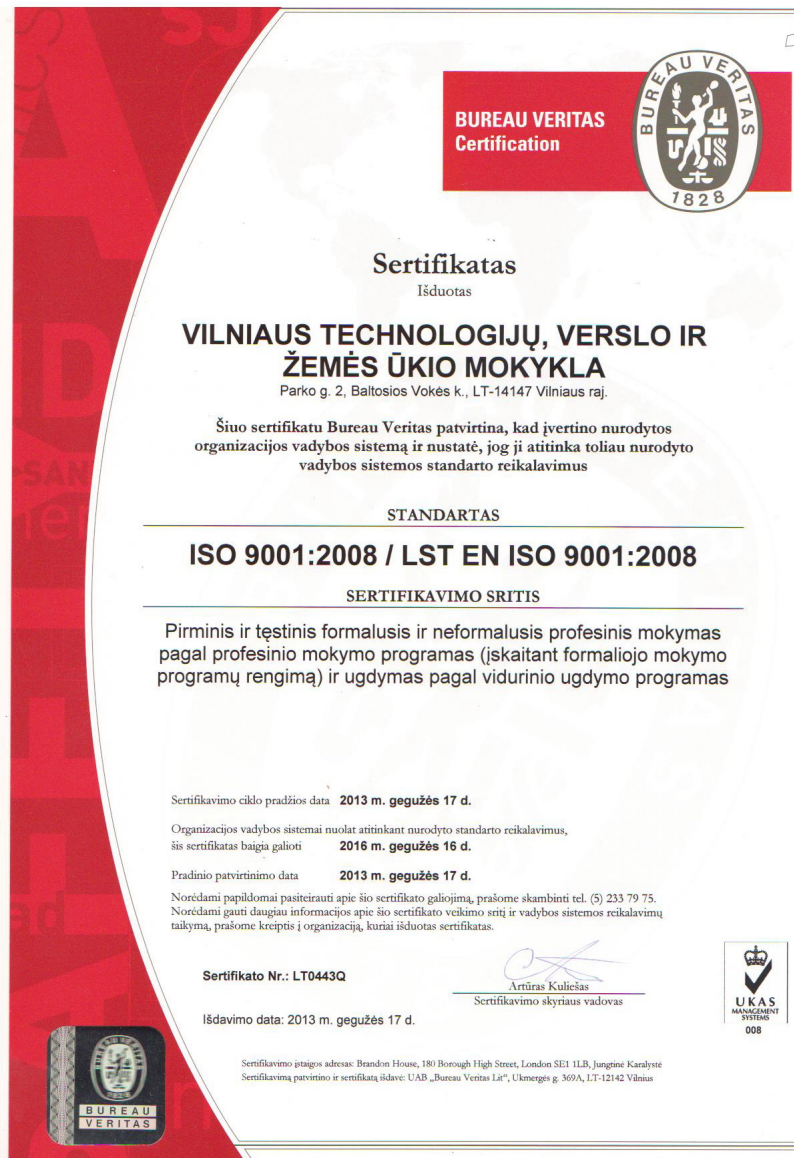 BUREAU VERITAS
Certification
BUREAU VERITAS
1828
Sertifikatas
Išduotas
VILNIAUS TECHNOLOGIJŲ, VERSLO IR
ŽEMĖS ŪKIO MOKYKLA
Parko g. 2, Baltosios Vokės k., LT-14147 Vilniaus raj.
Šiuo sertifikatu Bureau Veritas patvirtina, kad įvertino nurodytos
organizacijos vadybos sistemą ir nustatė, jog ji atitinka toliau nurodyto
vadybos sistemos standarto reikalavimus
STANDARTAS
ISO 9001:2008 / LST EN ISO 9001:2008
SERTIFIKAVIMO SRITIS
Pirminis ir tęstinis formalusis ir neformalusis profesinis mokymas
pagal profesinio mokymo programas (įskaitant formaliojo mokymo
programų rengimą) ir ugdymas pagal vidurinio ugdymo programas
Sertifikavimo ciklo pradžios data 2013 m. gegužės 17 d.
Organizacijos vadybos sistemai nuolat atitinkant nurodyto standarto reikalavimus,
šis sertifikatas baigia galioti 2016 m. gegužės 16 d.
Pradinio patvirtinimo data 2013 m. gegužės 17 d.
Norėdami papildomai pasiteirauti apie šio sertifikato galiojimą, prašome skambinti tel. (5) 233 79 75.
Norėdami gauti daugiau informacijos apie šio sertifikato veikimo sritį ir vadybos sistemos reikalavimų
taikymą, prašome kreiptis į organizaciją, kuriai išduotas sertifikatas.
Sertifikato Nr.: LT0443Q
Artūras Kuliešas
Sertifikavimo skyriaus vadovas
Išdavimo data: 2013 m. gegužės 17 d.
UKAS
MANAGEMENT
SYSTEMS
008
Sertifikavimo įstaigos adresas: Brandon House, 180 Borough High Street, London SE1 1LB, Jungtinė Karalystė
Sertifikavimą patvirtino ir sertifikatą išdavė: UAB „Bureau Veritas Lit", Ukmergės g. 369A, LT-12142 Vilnius
BUREAU
VERITAS